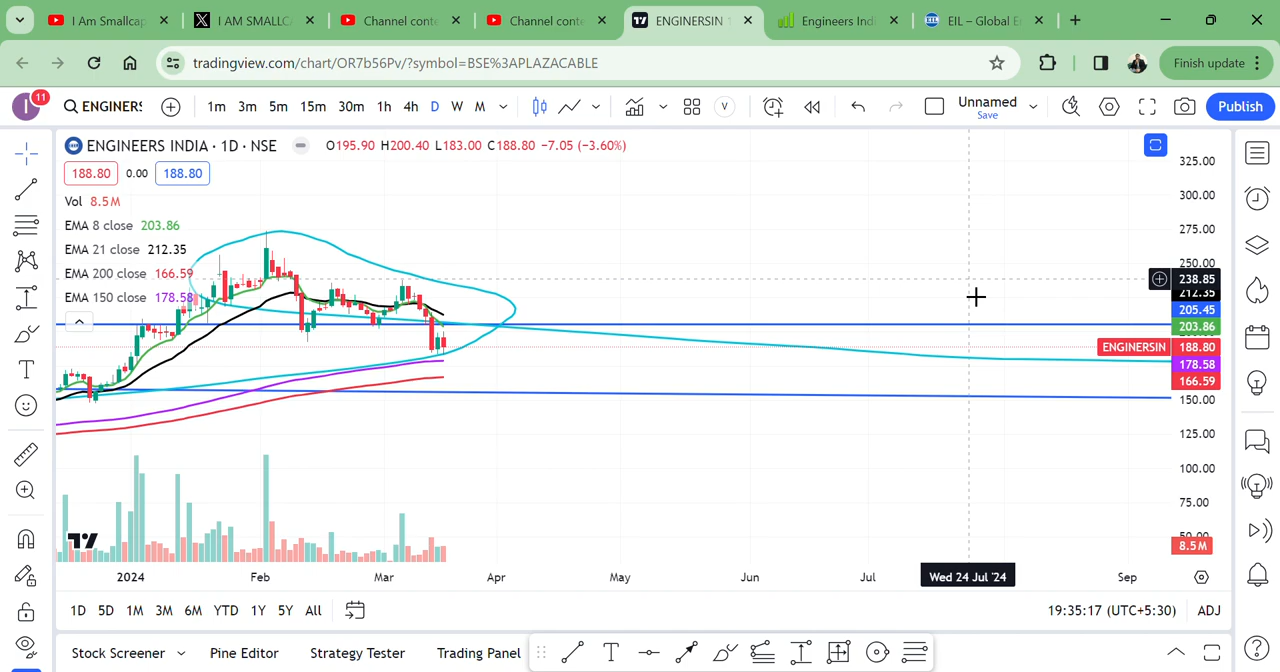 I Am Smallcap
I AM SMALLCA
Channel conte
Channel conte
ENGINERSIN 1
Engineers Indi
EIL – Global E
tradingview.com/chart/OR7b56Pv/?symbol=BSE%3APLAZACABLE
Finish update
I 11
ENGINERS
1m 3m 5m 15m 30m 1h 4h D W M
V
Unnamed
Save
Publish
ENGINEERS INDIA · 1D · NSE O195.90 H200.40 L183.00 C188.80 −7.05 (−3.60%)
188.80 0.00 188.80
Vol 8.5M
EMA 8 close 203.86
EMA 21 close 212.35
EMA 200 close 166.59
EMA 150 close 178.58
325.00
300.00
275.00
250.00
238.85
212.35
205.45
203.86
ENGINERSIN 188.80
178.58
166.59
150.00
125.00
100.00
75.00
8.5M
2024 Feb Mar Apr May Jun Jul Wed 24 Jul '24 Sep
1D 5D 1M 3M 6M YTD 1Y 5Y All
19:35:17 (UTC+5:30) ADJ
Stock Screener Pine Editor Strategy Tester Trading Panel